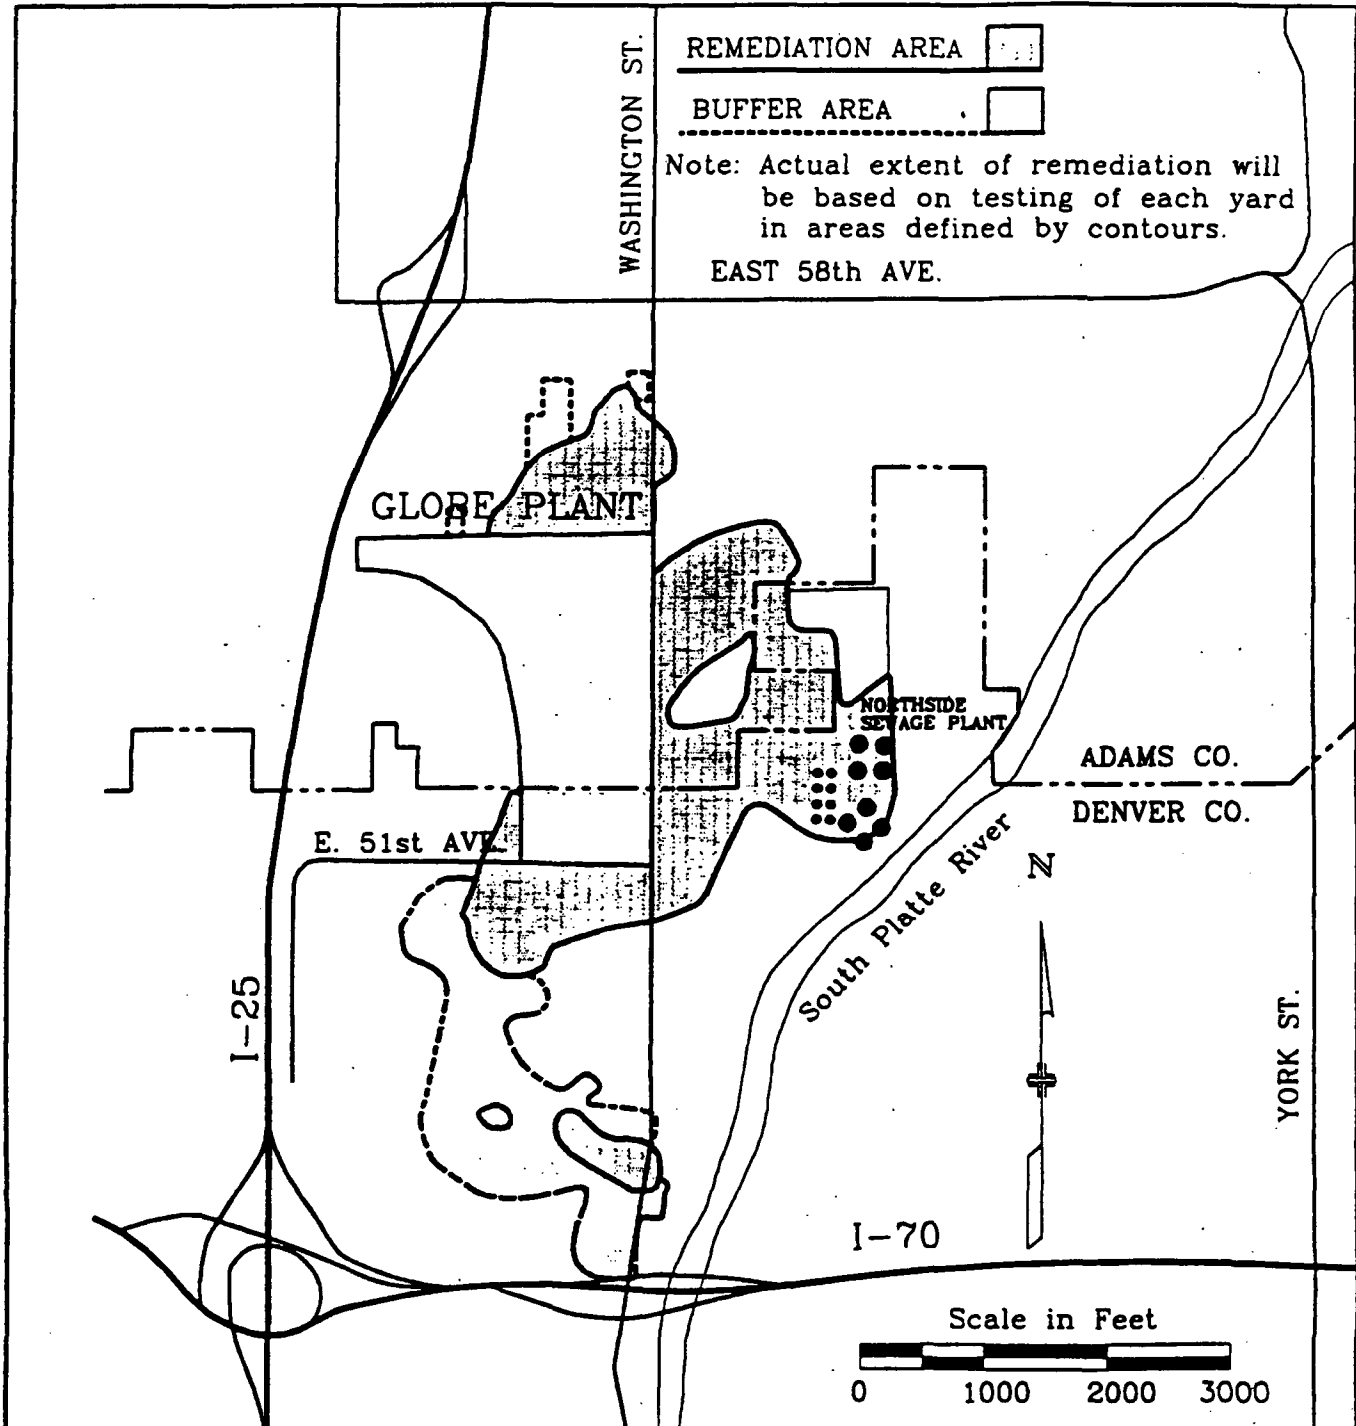 WASHINGTON ST.
REMEDIATION AREA
BUFFER AREA
Note: Actual extent of remediation will
be based on testing of each yard
in areas defined by contours.
EAST 58th AVE.
GLOBE PLANT
NORTHSIDE
SEWAGE PLANT
ADAMS CO.
DENVER CO.
E. 51st AVE.
N
South Platte River
I-25
YORK ST.
I-70
Scale in Feet
0 1000 2000 3000